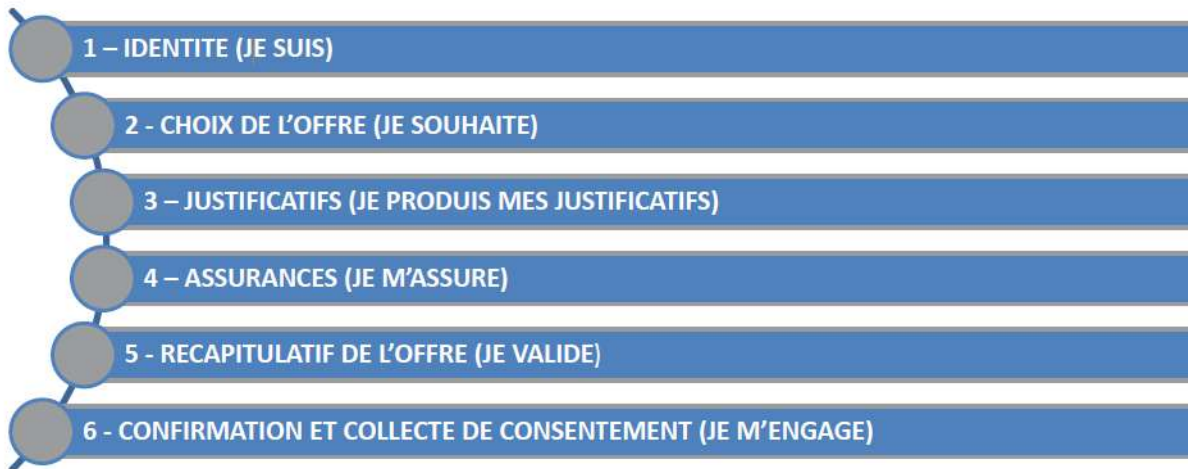 1 – IDENTITE (JE SUIS)
2 - CHOIX DE L’OFFRE (JE SOUHAITE)
3 – JUSTIFICATIFS (JE PRODUIS MES JUSTIFICATIFS)
4 – ASSURANCES (JE M’ASSURE)
5 - RECAPITULATIF DE L’OFFRE (JE VALIDE)
6 - CONFIRMATION ET COLLECTE DE CONSENTEMENT (JE M’ENGAGE)